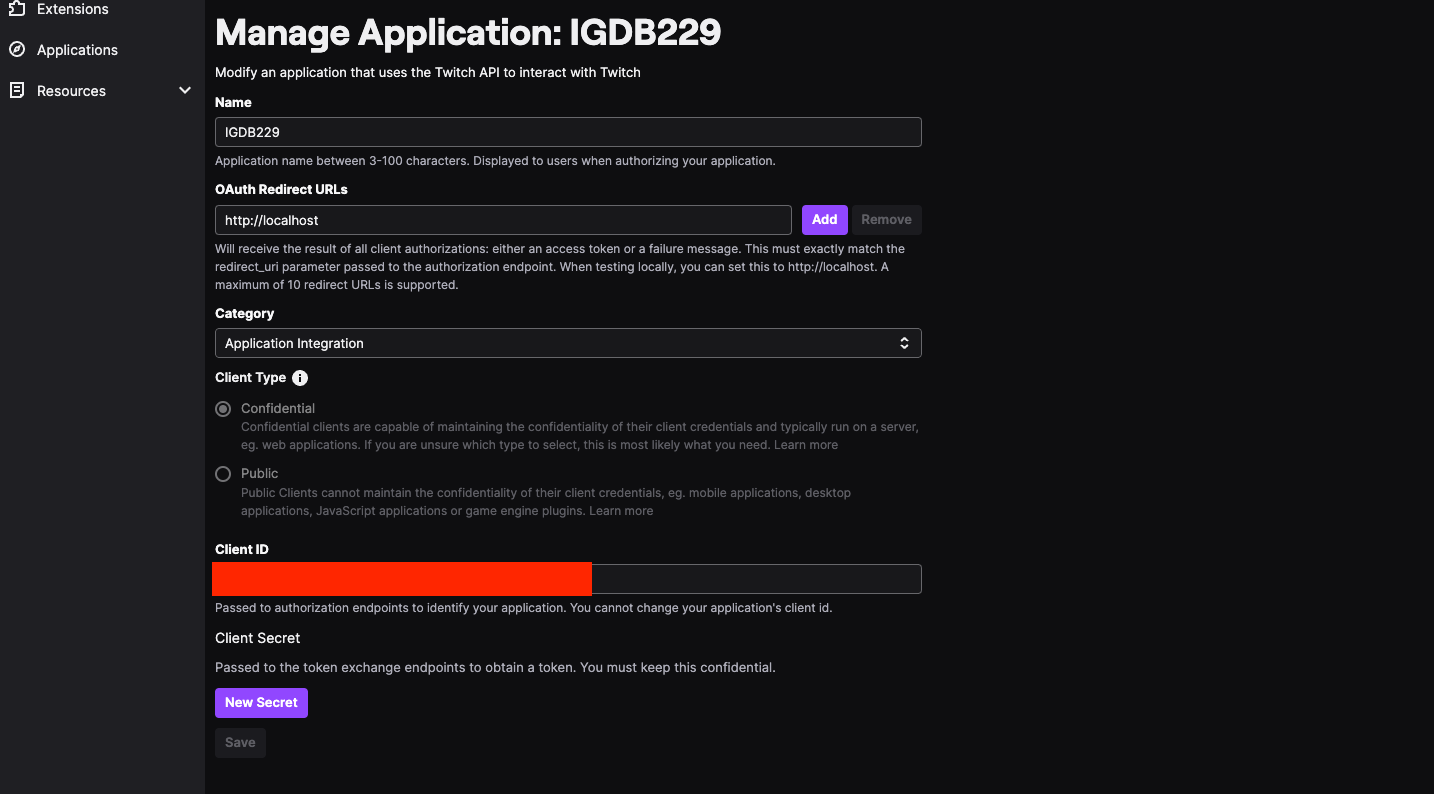 Extensions
Applications
Resources
Manage Application: IGDB229
Modify an application that uses the Twitch API to interact with Twitch
Name
IGDB229
Application name between 3-100 characters. Displayed to users when authorizing your application.
OAuth Redirect URLs
http://localhost
Add
Remove
Will receive the result of all client authorizations: either an access token or a failure message. This must exactly match the
redirect_uri parameter passed to the authorization endpoint. When testing locally, you can set this to http://localhost. A
maximum of 10 redirect URLs is supported.
Category
Application Integration
Client Type
Confidential
Confidential clients are capable of maintaining the confidentiality of their client credentials and typically run on a server,
eg. web applications. If you are unsure which type to select, this is most likely what you need. Learn more
Public
Public Clients cannot maintain the confidentiality of their client credentials, eg. mobile applications, desktop
applications, JavaScript applications or game engine plugins. Learn more
Client ID
Passed to authorization endpoints to identify your application. You cannot change your application's client id.
Client Secret
Passed to the token exchange endpoints to obtain a token. You must keep this confidential.
New Secret
Save